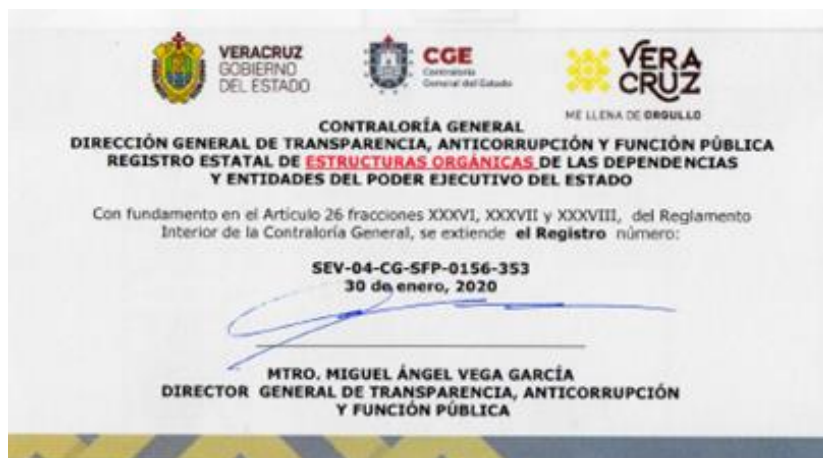 VERACRUZ
GOBIERNO
DEL ESTADO
CGE
Contraloría
General del Estado
VERA
CRUZ
ME LLENA DE ORGULLO
CONTRALORÍA GENERAL
DIRECCIÓN GENERAL DE TRANSPARENCIA, ANTICORRUPCIÓN Y FUNCIÓN PÚBLICA
REGISTRO ESTATAL DE ESTRUCTURAS ORGÁNICAS DE LAS DEPENDENCIAS
Y ENTIDADES DEL PODER EJECUTIVO DEL ESTADO
Con fundamento en el Artículo 26 fracciones XXXVI, XXXVII y XXXVIII, del Reglamento
Interior de la Contraloría General, se extiende el Registro número:
SEV-04-CG-SFP-0156-353
30 de enero, 2020
MTRO. MIGUEL ÁNGEL VEGA GARCÍA
DIRECTOR GENERAL DE TRANSPARENCIA, ANTICORRUPCIÓN
Y FUNCIÓN PÚBLICA